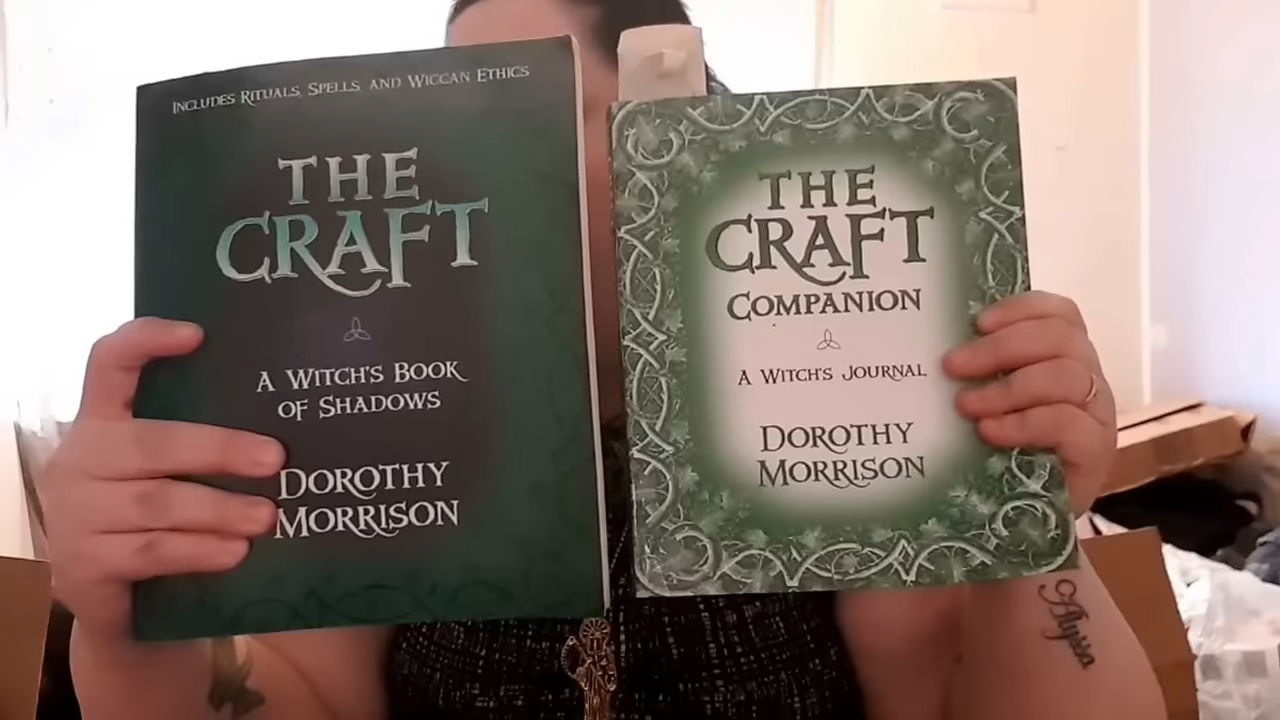 INCLUDES RITUALS, SPELLS, AND WICCAN ETHICS
THE
CRAFT
A WITCH'S BOOK
OF SHADOWS
DOROTHY
MORRISON
THE
CRAFT
COMPANION
A WITCH'S JOURNAL
DOROTHY
MORRISON
Alyssa